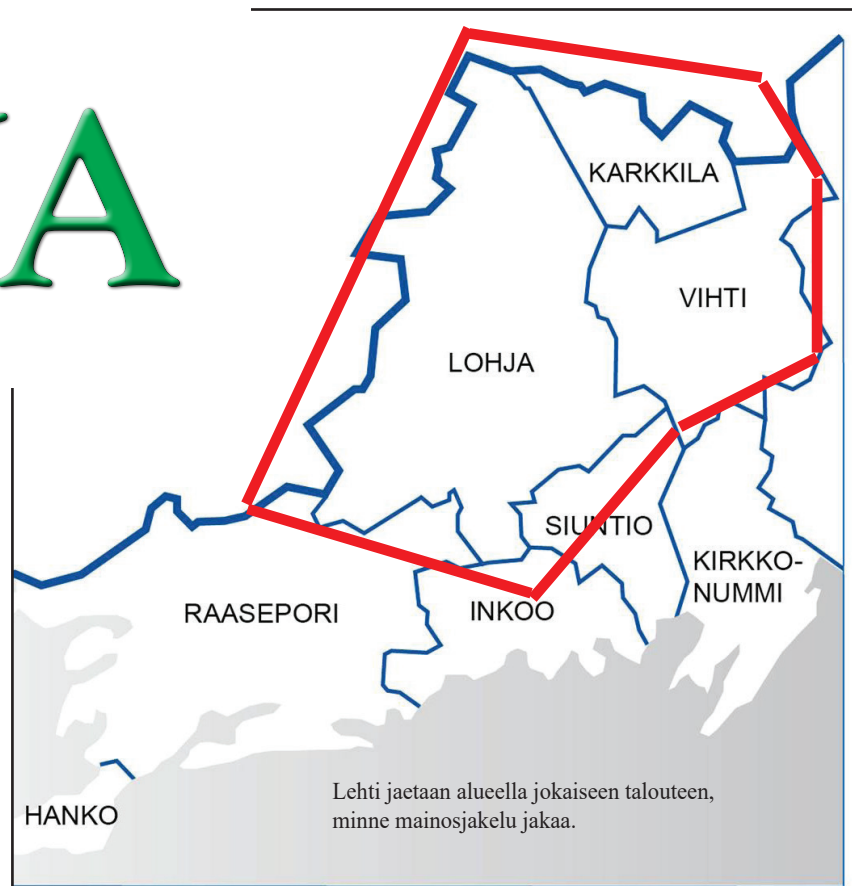 A
KARKKILA
VIHTI
LOHJA
SIUNTIO
KIRKKO-
NUMMI
RAASEPORI
INKOO
HANKO
Lehti jaetaan alueella jokaiseen talouteen,
minne mainosjakelu jakaa.